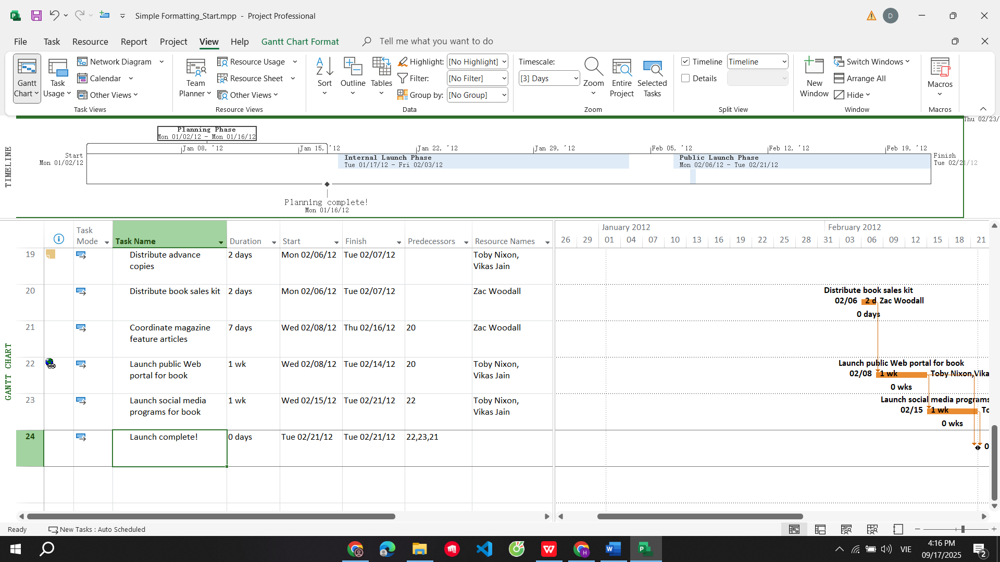 Simple Formatting_Start.mpp - Project Professional
D
File Task Resource Report Project View Help Gantt Chart Format Tell me what you want to do
Gantt Chart
Task Usage
Network Diagram
Calendar
Other Views
Task Views
Team Planner
Resource Usage
Resource Sheet
Other Views
Resource Views
Sort
Outline
Tables
Highlight: [No Highlight]
Filter: [No Filter]
Group by: [No Group]
Data
Timescale:
[3] Days
Zoom
Entire Project
Selected Tasks
Zoom
Timeline Timeline
Details
Split View
New Window
Switch Windows
Arrange All
Hide
Window
Macros
Macros
TIMELINE
Thu 02/23/
Planning Phase
Mon 01/02/12 - Mon 01/16/12
Jan 08, '12 Jan 15, '12 Jan 22, '12 Jan 29, '12 Feb 05, '12 Feb 12, '12 Feb 19, '12
Start
Mon 01/02/12
Internal Launch Phase
Tue 01/17/12 - Fri 02/03/12
Public Launch Phase
Mon 02/06/12 - Tue 02/21/12
Finish
Tue 02/21/12
Planning complete!
Mon 01/16/12
GANTT CHART
Task Mode Task Name Duration Start Finish Predecessors Resource Names
19 Distribute advance copies 2 days Mon 02/06/12 Tue 02/07/12 Toby Nixon, Vikas Jain
20 Distribute book sales kit 2 days Mon 02/06/12 Tue 02/07/12 Zac Woodall
21 Coordinate magazine feature articles 7 days Wed 02/08/12 Thu 02/16/12 20 Zac Woodall
22 Launch public Web portal for book 1 wk Wed 02/08/12 Tue 02/14/12 20 Toby Nixon, Vikas Jain
23 Launch social media programs for book 1 wk Wed 02/15/12 Tue 02/21/12 22 Toby Nixon, Vikas Jain
24 Launch complete! 0 days Tue 02/21/12 Tue 02/21/12 22,23,21
January 2012 February 2012
26 29 01 04 07 10 13 16 19 22 25 28 31 03 06 09 12 15 18 21
Distribute book sales kit
02/06 2 d Zac Woodall
0 days
Launch public Web portal for book
02/08 1 wk Toby Nixon,Vika
0 wks
Launch social media programs
02/15 1 wk To
0 wks
0
Ready New Tasks : Auto Scheduled
VIE
4:16 PM
09/17/2025
2